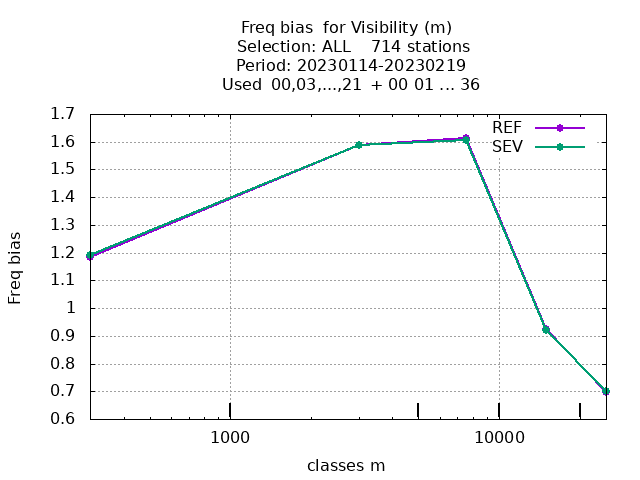 Freq bias  for Visibility (m)
Selection: ALL    714 stations
Period: 20230114-20230219
Used  00,03,...,21  + 00 01 ... 36
REF
SEV
1.7
1.6
1.5
1.4
1.3
1.2
1.1
1
0.9
0.8
0.7
0.6
Freq bias
1000
10000
classes m